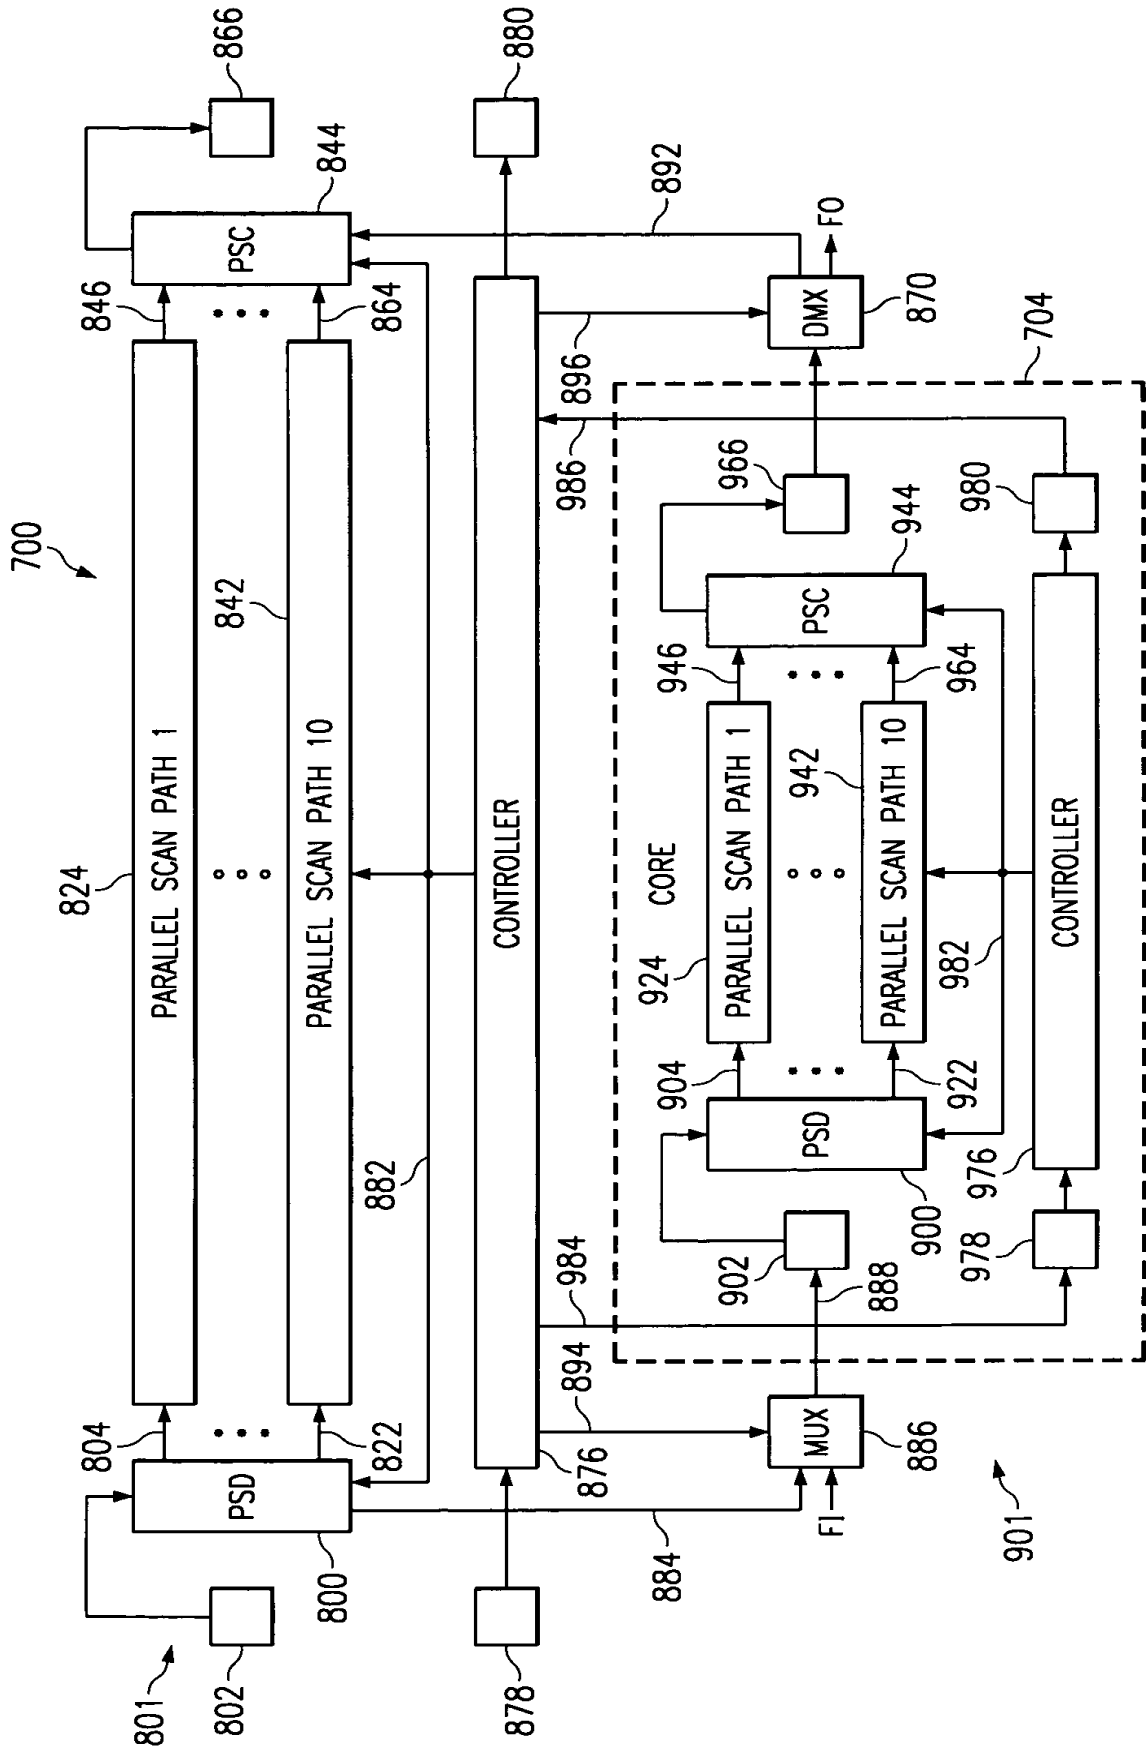 700
801
802
PSD
800
804
822
824
PARALLEL SCAN PATH 1
842
PARALLEL SCAN PATH 10
846
864
PSC
844
866
882
878
876
CONTROLLER
880
884
894
984
986
896
892
FI
MUX
886
888
DMX
870
FO
704
CORE
902
PSD
900
904
922
924
PARALLEL SCAN PATH 1
942
PARALLEL SCAN PATH 10
946
964
PSC
944
966
982
978
976
CONTROLLER
980
901